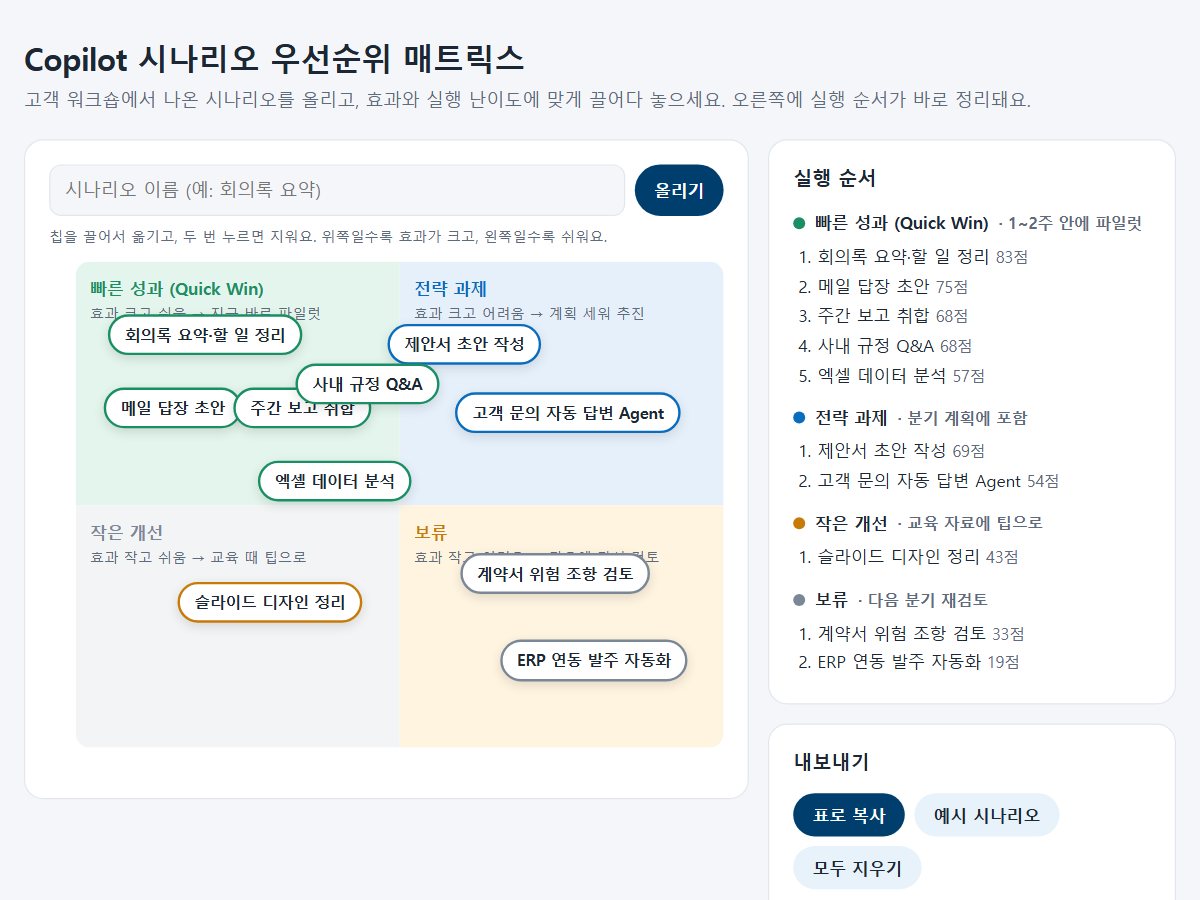 Copilot 시나리오 우선순위 매트릭스
고객 워크숍에서 나온 시나리오를 올리고, 효과와 실행 난이도에 맞게 끌어다 놓으세요. 오른쪽에 실행 순서가 바로 정리돼요.
시나리오 이름 (예: 회의록 요약)
올리기
칩을 끌어서 옮기고, 두 번 누르면 지워요. 위쪽일수록 효과가 크고, 왼쪽일수록 쉬워요.
빠른 성과 (Quick Win)
효과 크고 쉬움 → 지금 바로 파일럿
회의록 요약·할 일 정리
사내 규정 Q&A
메일 답장 초안
주간 보고 취합
엑셀 데이터 분석
전략 과제
효과 크고 어려움 → 계획 세워 추진
제안서 초안 작성
고객 문의 자동 답변 Agent
작은 개선
효과 작고 쉬움 → 교육 때 팁으로
슬라이드 디자인 정리
보류
효과 작고 검토
계약서 위험 조항 검토
ERP 연동 발주 자동화
실행 순서
빠른 성과 (Quick Win) · 1~2주 안에 파일럿
1. 회의록 요약·할 일 정리 83점
2. 메일 답장 초안 75점
3. 주간 보고 취합 68점
4. 사내 규정 Q&A 68점
5. 엑셀 데이터 분석 57점
전략 과제 · 분기 계획에 포함
1. 제안서 초안 작성 69점
2. 고객 문의 자동 답변 Agent 54점
작은 개선 · 교육 자료에 팁으로
1. 슬라이드 디자인 정리 43점
보류 · 다음 분기 재검토
1. 계약서 위험 조항 검토 33점
2. ERP 연동 발주 자동화 19점
내보내기
표로 복사
예시 시나리오
모두 지우기